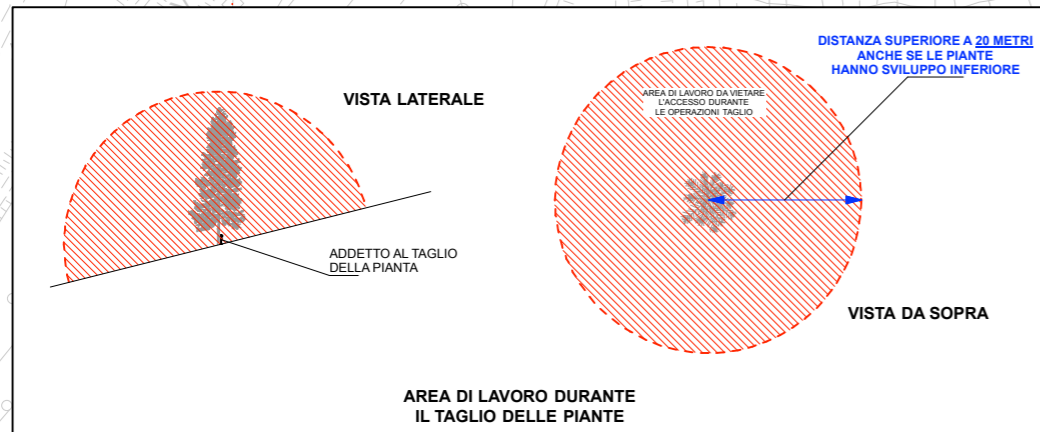 VISTA LATERALE
ADDETTO AL TAGLIO
DELLA PIANTA
DISTANZA SUPERIORE A 20 METRI
ANCHE SE LE PIANTE
HANNO SVILUPPO INFERIORE
AREA DI LAVORO DA VIETARE
L'ACCESSO DURANTE
LE OPERAZIONI TAGLIO
VISTA DA SOPRA
AREA DI LAVORO DURANTE
IL TAGLIO DELLE PIANTE